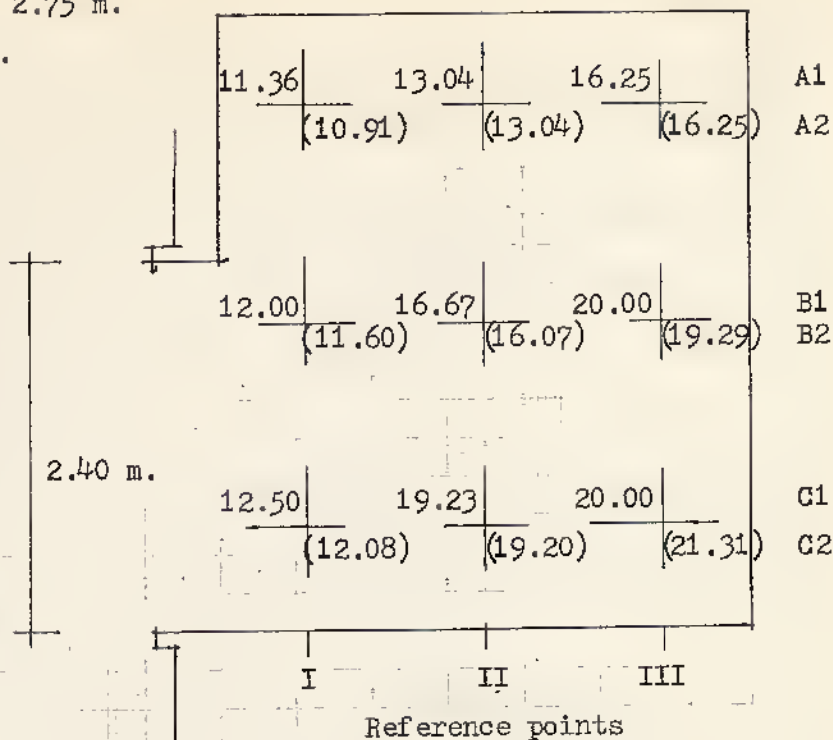 2.75 m.
11.36 13.04 16.25 A1
(10.91) (13.04) (16.25) A2
12.00 16.67 20.00 B1
(11.60) (16.07) (19.29) B2
2.40 m.
12.50 19.23 20.00 C1
(12.08) (19.20) (21.31) C2
I II III
Reference points